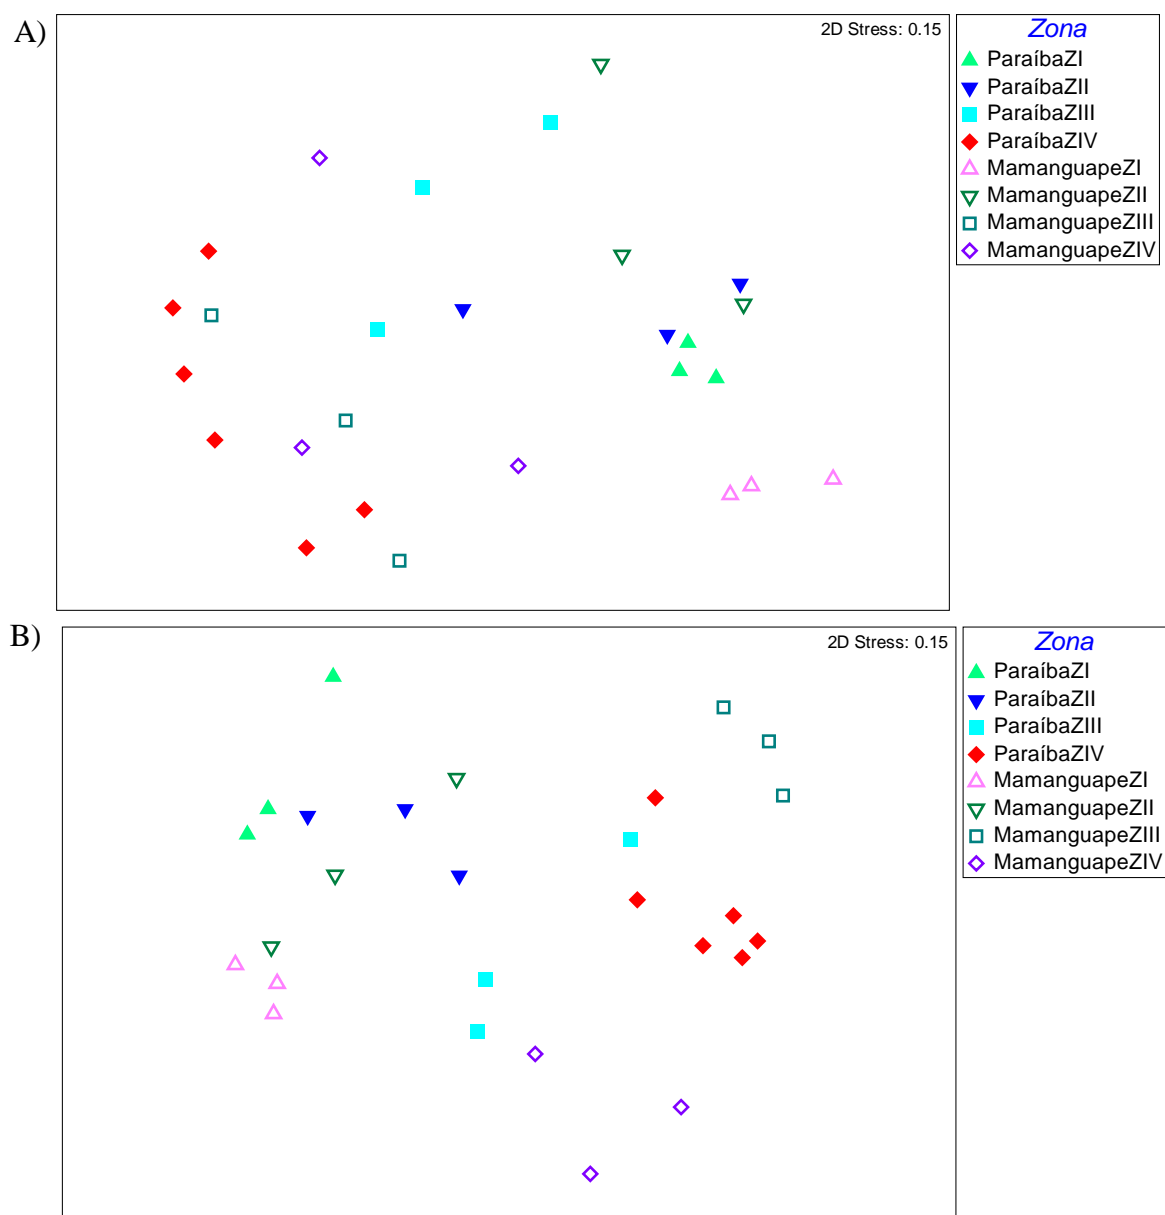 A)
2D Stress: 0.15
Zona
ParaíbaZI
ParaíbaZII
ParaíbaZIII
ParaíbaZIV
MamanguapeZI
MamanguapeZII
MamanguapeZIII
MamanguapeZIV
B)
2D Stress: 0.15
Zona
ParaíbaZI
ParaíbaZII
ParaíbaZIII
ParaíbaZIV
MamanguapeZI
MamanguapeZII
MamanguapeZIII
MamanguapeZIV